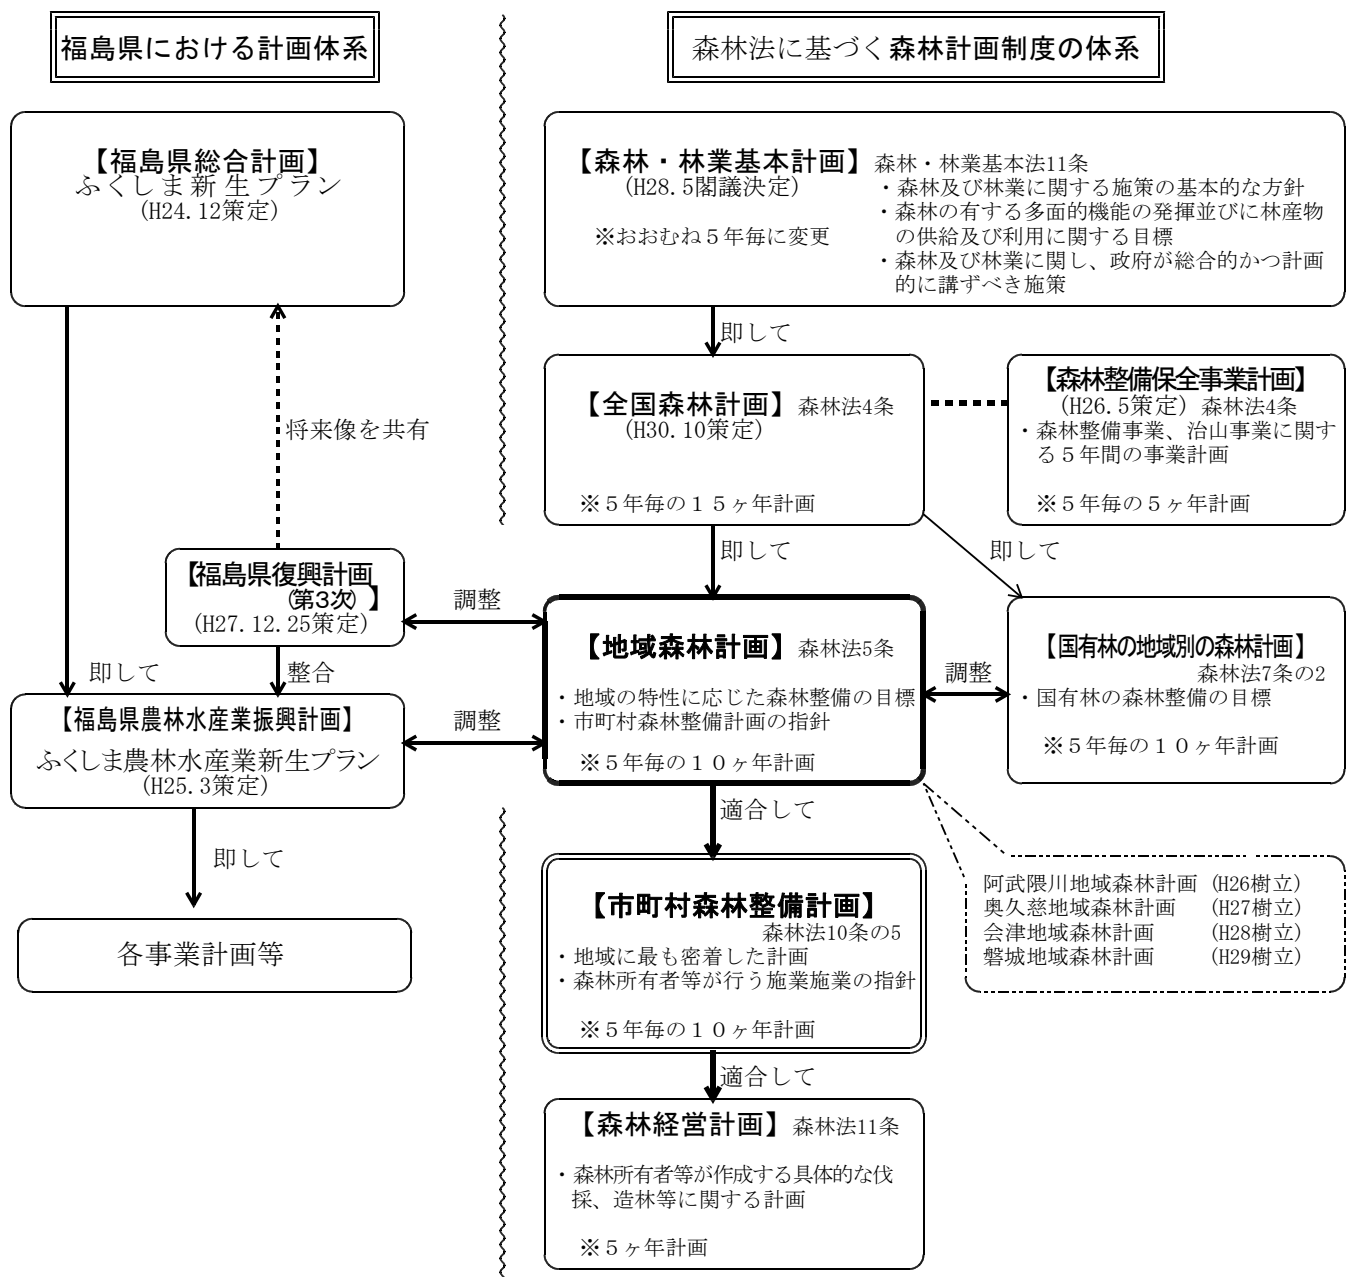 福島県における計画体系
【福島県総合計画】
ふくしま新生プラン
(H24.12策定)
将来像を共有
【福島県復興計画
(第3次) 】
(H27.12.25策定)
即して
整合
【福島県農林水産業振興計画】
ふくしま農林水産業新生プラン
(H25.3策定)
即して
各事業計画等
調整
調整
森林法に基づく森林計画制度の体系
【森林・林業基本計画】 森林・林業基本法11条
(H28.5閣議決定)
※おおむね５年毎に変更
・森林及び林業に関する施策の基本的な方針
・森林の有する多面的機能の発揮並びに林産物
の供給及び利用に関する目標
・森林及び林業に関し、政府が総合的かつ計画
的に講ずべき施策
即して
【全国森林計画】 森林法4条
(H30.10策定)
※５年毎の１５ヶ年計画
【森林整備保全事業計画】
(H26.5策定) 森林法4条
・森林整備事業、治山事業に関す
る５年間の事業計画
※５年毎の５ヶ年計画
即して
即して
【地域森林計画】 森林法5条
・地域の特性に応じた森林整備の目標
・市町村森林整備計画の指針
※５年毎の１０ヶ年計画
調整
【国有林の地域別の森林計画】
森林法7条の2
・国有林の森林整備の目標
※５年毎の１０ヶ年計画
適合して
阿武隈川地域森林計画 (H26樹立)
奥久慈地域森林計画 (H27樹立)
会津地域森林計画 (H28樹立)
磐城地域森林計画 (H29樹立)
【市町村森林整備計画】
森林法10条の5
・地域に最も密着した計画
・森林所有者等が行う施業施業の指針
※５年毎の１０ヶ年計画
適合して
【森林経営計画】 森林法11条
・森林所有者等が作成する具体的な伐
採、造林等に関する計画
※５ヶ年計画